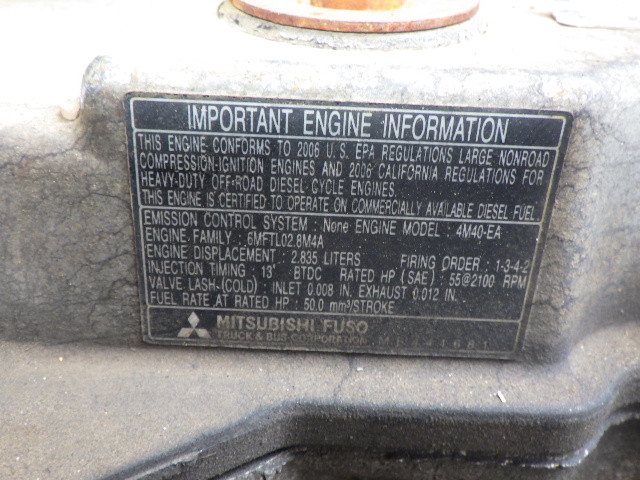 IMPORTANT ENGINE INFORMATION
THIS ENGINE CONFORMS TO 2006 U.S. EPA REGULATIONS LARGE NONROAD
COMPRESSION-IGNITION ENGINES AND 2006 CALIFORNIA REGULATIONS FOR
HEAVY-DUTY OFF-ROAD DIESEL CYCLE ENGINES.
THIS ENGINE IS CERTIFIED TO OPERATE ON COMMERCIALLY AVAILABLE DIESEL FUEL.
EMISSION CONTROL SYSTEM : None ENGINE MODEL : 4M40-EA
ENGINE FAMILY : 6MFTL02.8M4A
ENGINE DISPLACEMENT : 2.835 LITERS FIRING ORDER : 1-3-4-2
INJECTION TIMING : 13° BTDC RATED HP (SAE) : 55@2100 RPM
VALVE LASH (COLD) : INLET 0.008 IN. EXHAUST 0.012 IN.
FUEL RATE AT RATED HP : 50.0 mm³/STROKE
MITSUBISHI FUSO
TRUCK & BUS CORPORATION